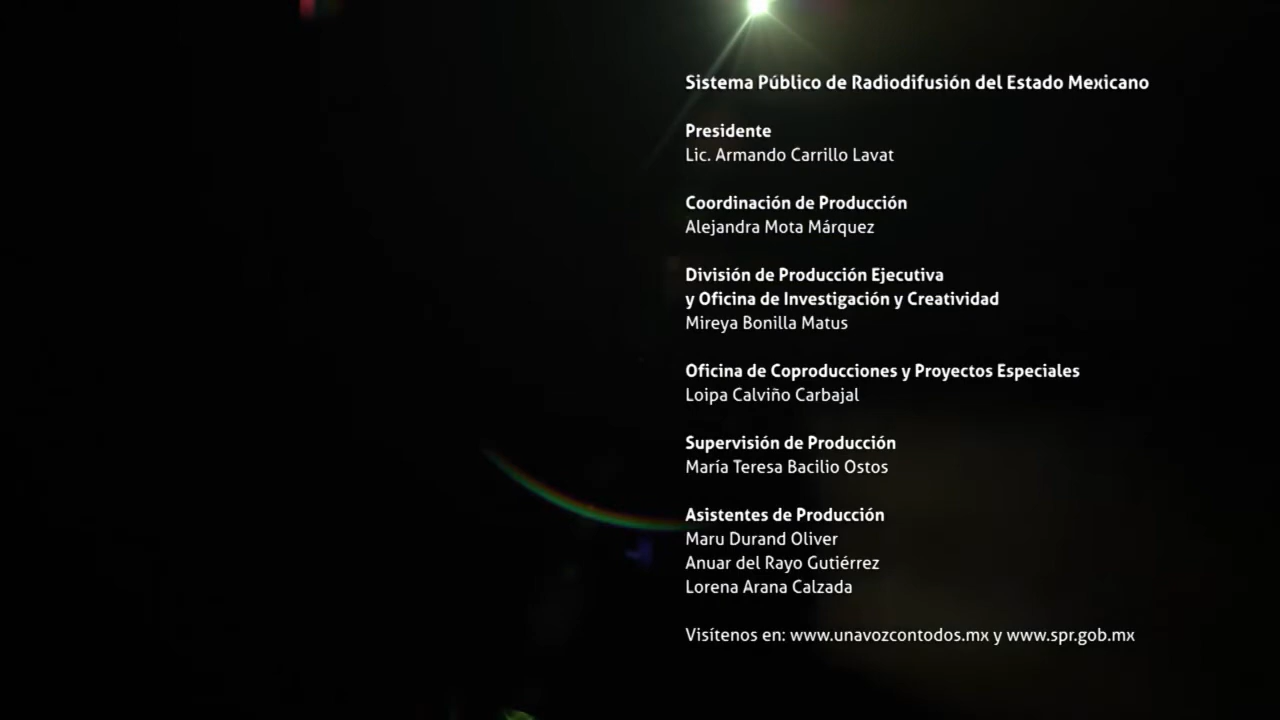 Sistema Público de Radiodifusión del Estado Mexicano
Presidente
Lic. Armando Carrillo Lavat
Coordinación de Producción
Alejandra Mota Márquez
División de Producción Ejecutiva
y Oficina de Investigación y Creatividad
Mireya Bonilla Matus
Oficina de Coproducciones y Proyectos Especiales
Loipa Calviño Carbajal
Supervisión de Producción
María Teresa Bacilio Ostos
Asistentes de Producción
Maru Durand Oliver
Anuar del Rayo Gutiérrez
Lorena Arana Calzada
Visítenos en: www.unavozcontodos.mx y www.spr.gob.mx